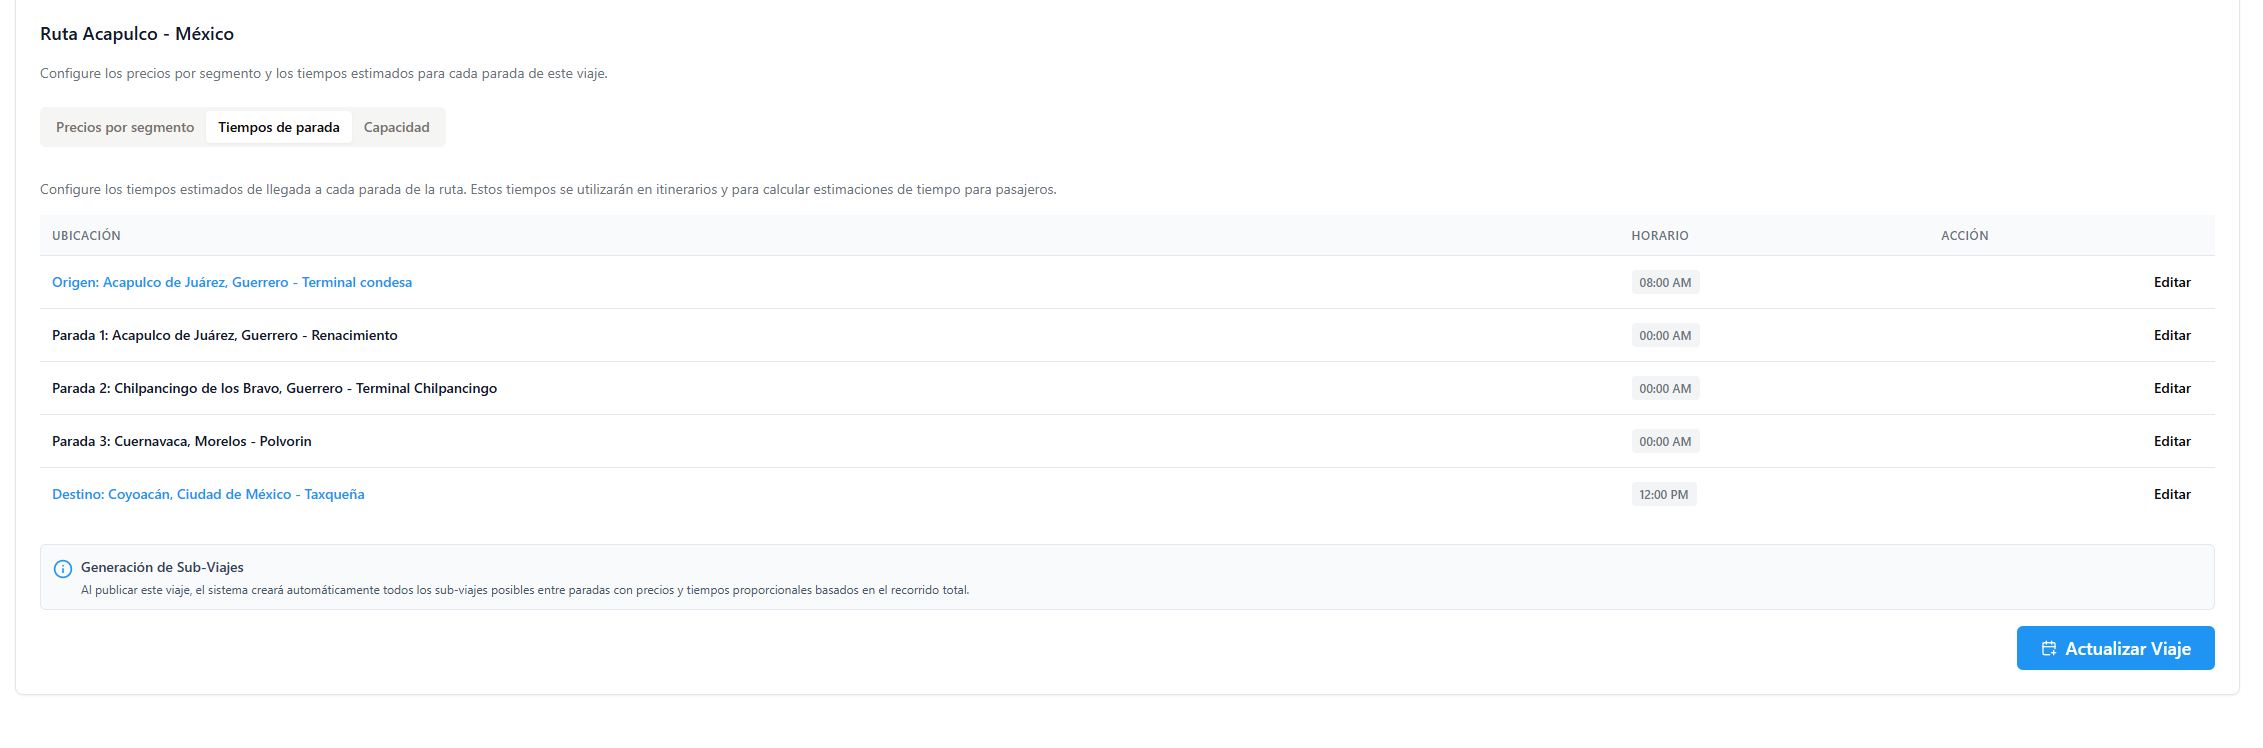 Ruta Acapulco - México
Configure los precios por segmento y los tiempos estimados para cada parada de este viaje.
Precios por segmento Tiempos de parada Capacidad
Configure los tiempos estimados de llegada a cada parada de la ruta. Estos tiempos se utilizarán en itinerarios y para calcular estimaciones de tiempo para pasajeros.
UBICACIÓN HORARIO ACCIÓN
Origen: Acapulco de Juárez, Guerrero - Terminal condesa 08:00 AM Editar
Parada 1: Acapulco de Juárez, Guerrero - Renacimiento 00:00 AM Editar
Parada 2: Chilpancingo de los Bravo, Guerrero - Terminal Chilpancingo 00:00 AM Editar
Parada 3: Cuernavaca, Morelos - Polvorin 00:00 AM Editar
Destino: Coyoacán, Ciudad de México - Taxqueña 12:00 PM Editar
Generación de Sub-Viajes
Al publicar este viaje, el sistema creará automáticamente todos los sub-viajes posibles entre paradas con precios y tiempos proporcionales basados en el recorrido total.
Actualizar Viaje